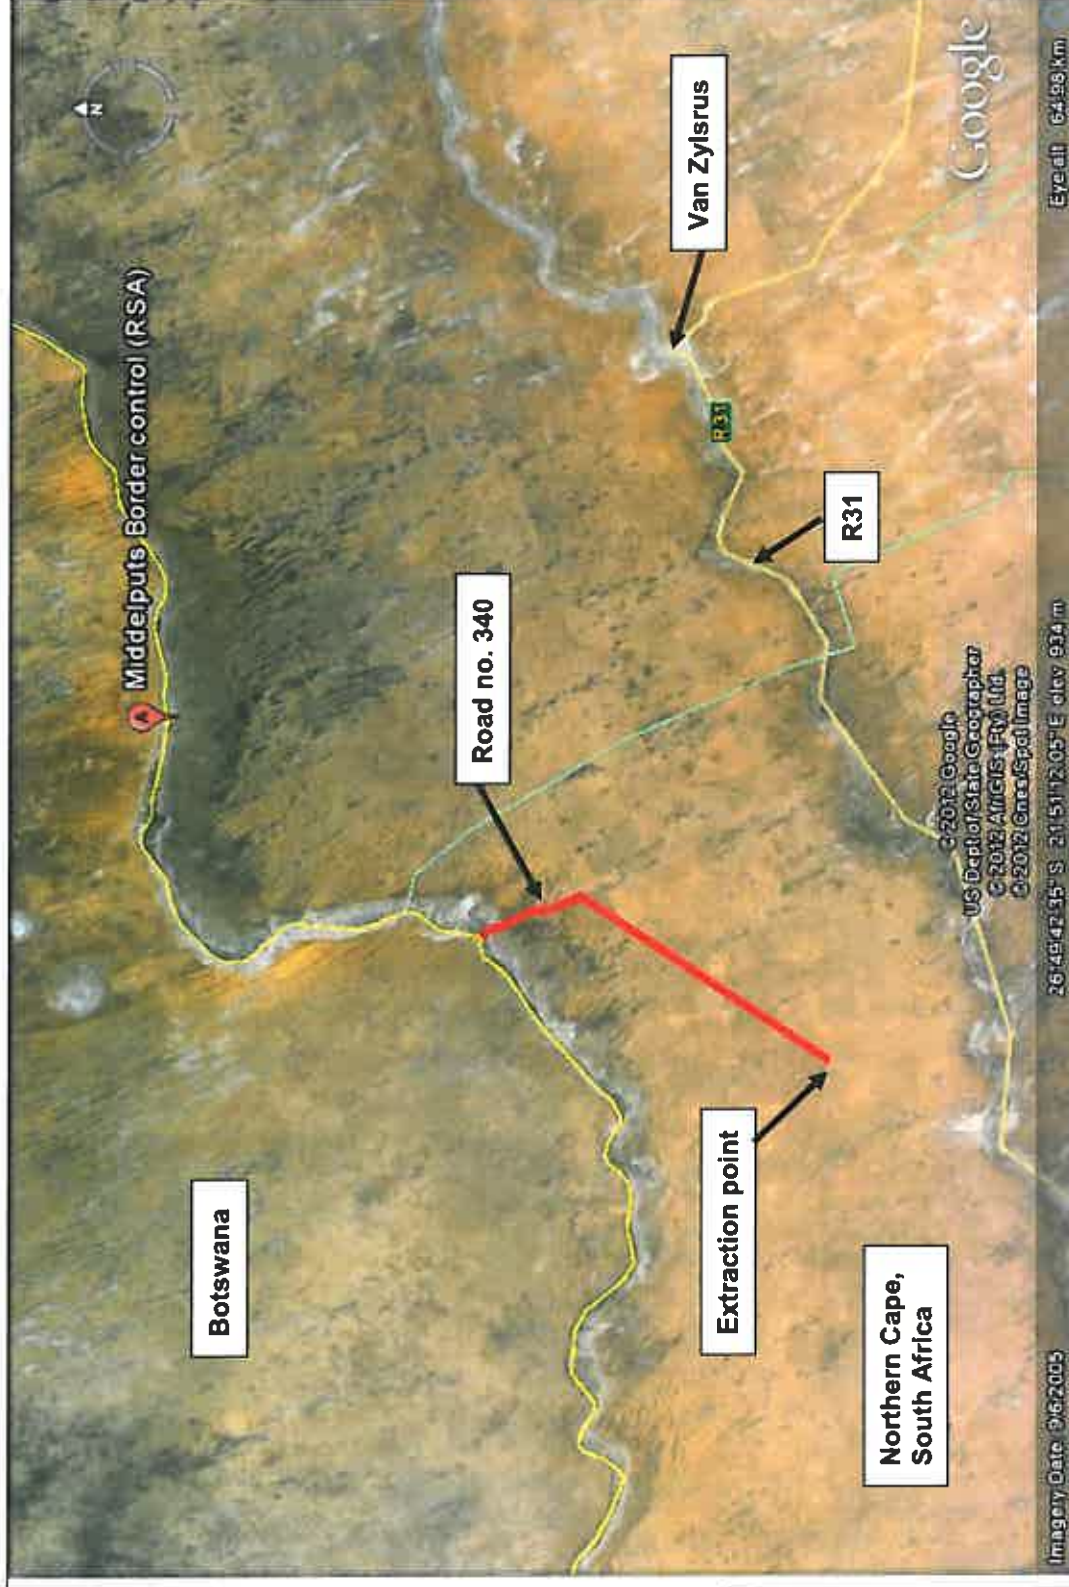 N
Middelputs Border control (RSA)
Botswana
Road no. 340
Van Zylsrus
R31
R31
Extraction point
Northern Cape,
South Africa
Google
© 2012 Google
US Dept of State Geographer
© 2012 AfriGIS (Pty) Ltd.
© 2012 Cnes/Spot Image
Imagery Date: 9/6/2005
26°49'42.35" S 21°51'12.05" E elev 934 m
Eye alt 64.98 km
A